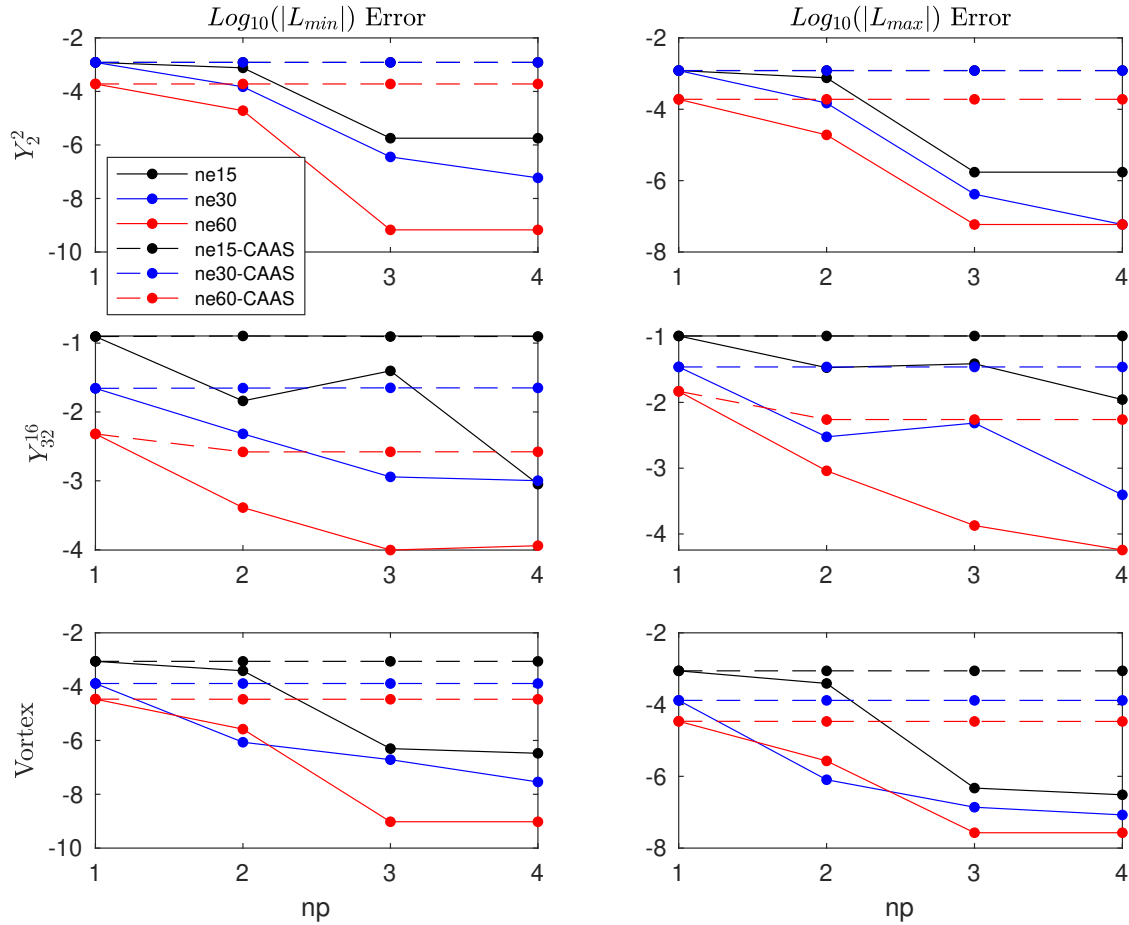 Log₁₀(|Lₘᵢₙ|) Error
Log₁₀(|Lₘₐₓ|) Error
-2
-4
-6
-8
-10
1 2 3 4
Y₂²
ne15
ne30
ne60
ne15-CAAS
ne30-CAAS
ne60-CAAS
-2
-4
-6
-8
1 2 3 4
-1
-2
-3
-4
1 2 3 4
Y₃₂¹⁶
-1
-2
-3
-4
1 2 3 4
-2
-4
-6
-8
-10
1 2 3 4
Vortex
np
-2
-4
-6
-8
1 2 3 4
np